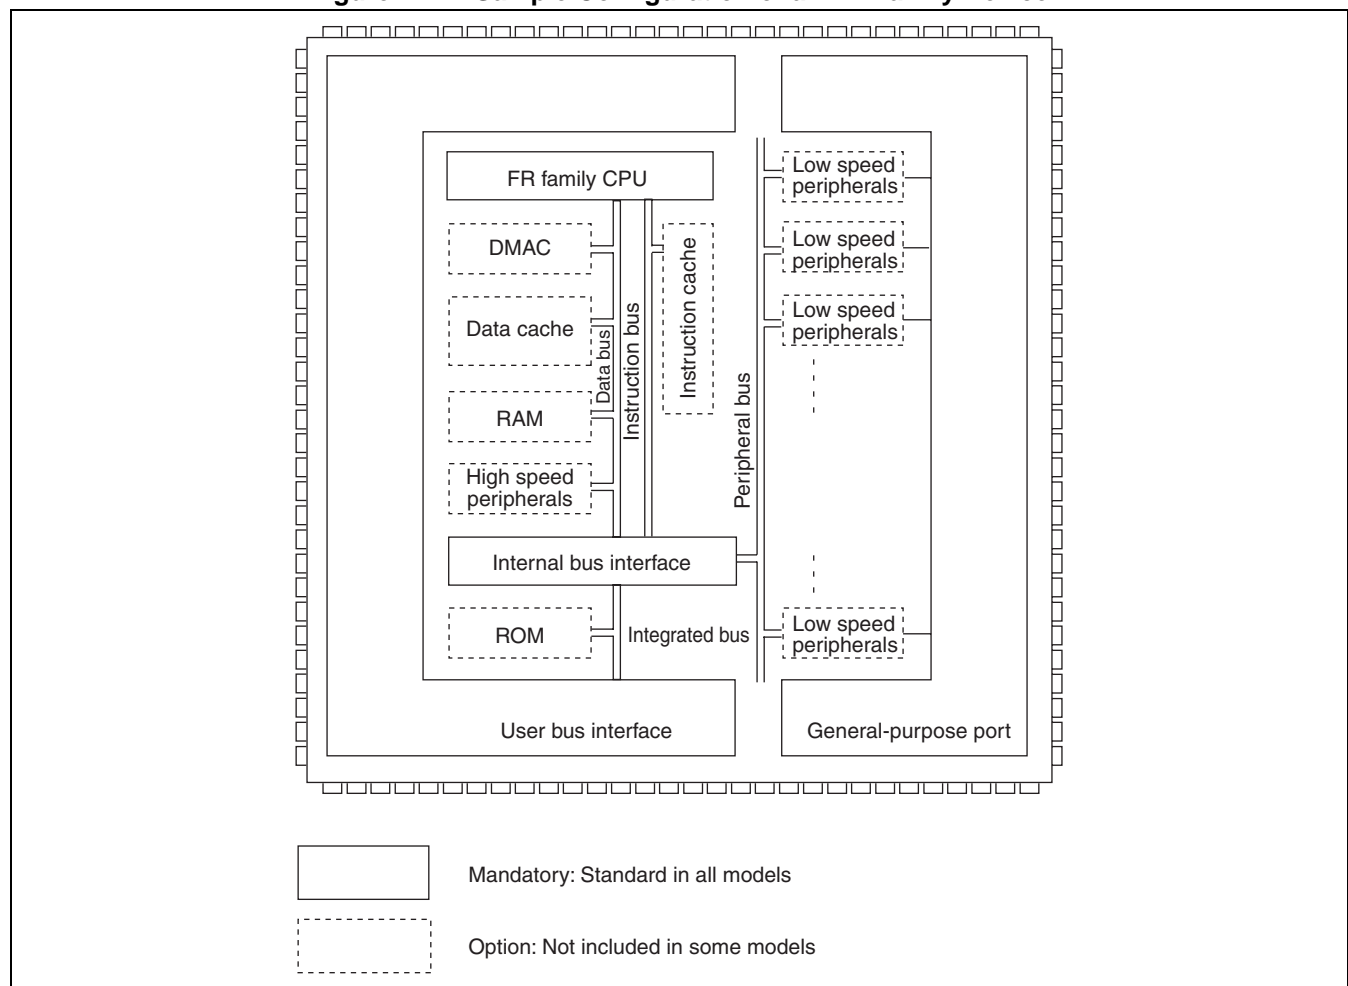 FR family CPU
DMAC
Data cache
RAM
High speed
peripherals
Data bus
Instruction bus
Instruction cache
Internal bus interface
ROM
Integrated bus
Peripheral bus
Low speed
peripherals
Low speed
peripherals
Low speed
peripherals
Low speed
peripherals
User bus interface
General-purpose port
Mandatory: Standard in all models
Option: Not included in some models